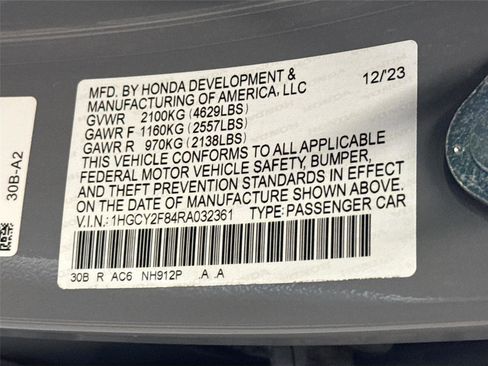 MFD. BY HONDA DEVELOPMENT & 12/23
MANUFACTURING OF AMERICA, LLC
GVWR 2100KG (4629LBS)
GAWR F 1160KG (2557LBS)
GAWR R 970KG (2138LBS)
THIS VEHICLE CONFORMS TO ALL APPLICABLE
FEDERAL MOTOR VEHICLE SAFETY, BUMPER,
AND THEFT PREVENTION STANDARDS IN EFFECT
ON THE DATE OF MANUFACTURE SHOWN ABOVE.
V.I.N.: 1HGCY2F84RA032361 TYPE: PASSENGER CAR
30B R AC6 NH912P .A .A
30B-A2